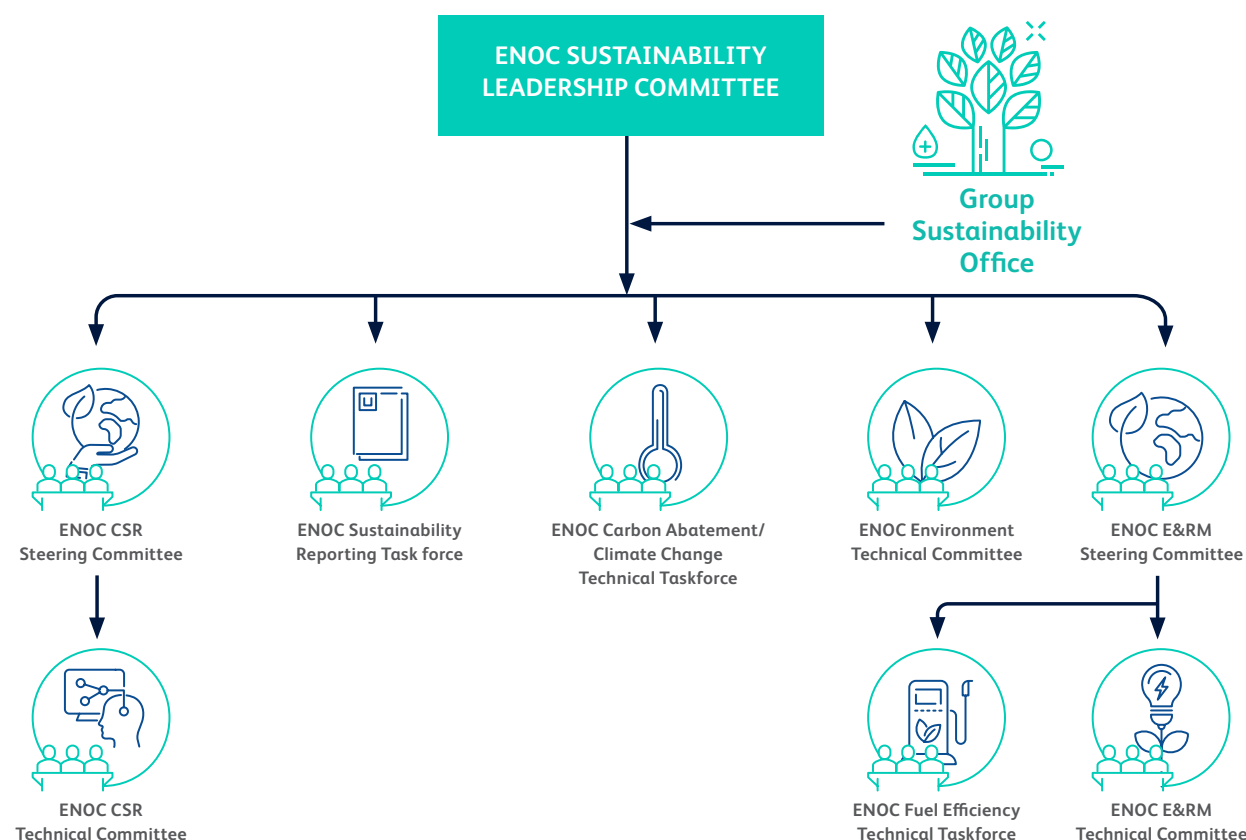 ENOC SUSTAINABILITY
LEADERSHIP COMMITTEE
Group
Sustainability
Office
ENOC CSR
Steering Committee
ENOC Sustainability
Reporting Task force
ENOC Carbon Abatement/
Climate Change
Technical Taskforce
ENOC Environment
Technical Committee
ENOC E&RM
Steering Committee
ENOC CSR
Technical Committee
ENOC Fuel Efficiency
Technical Taskforce
ENOC E&RM
Technical Committee